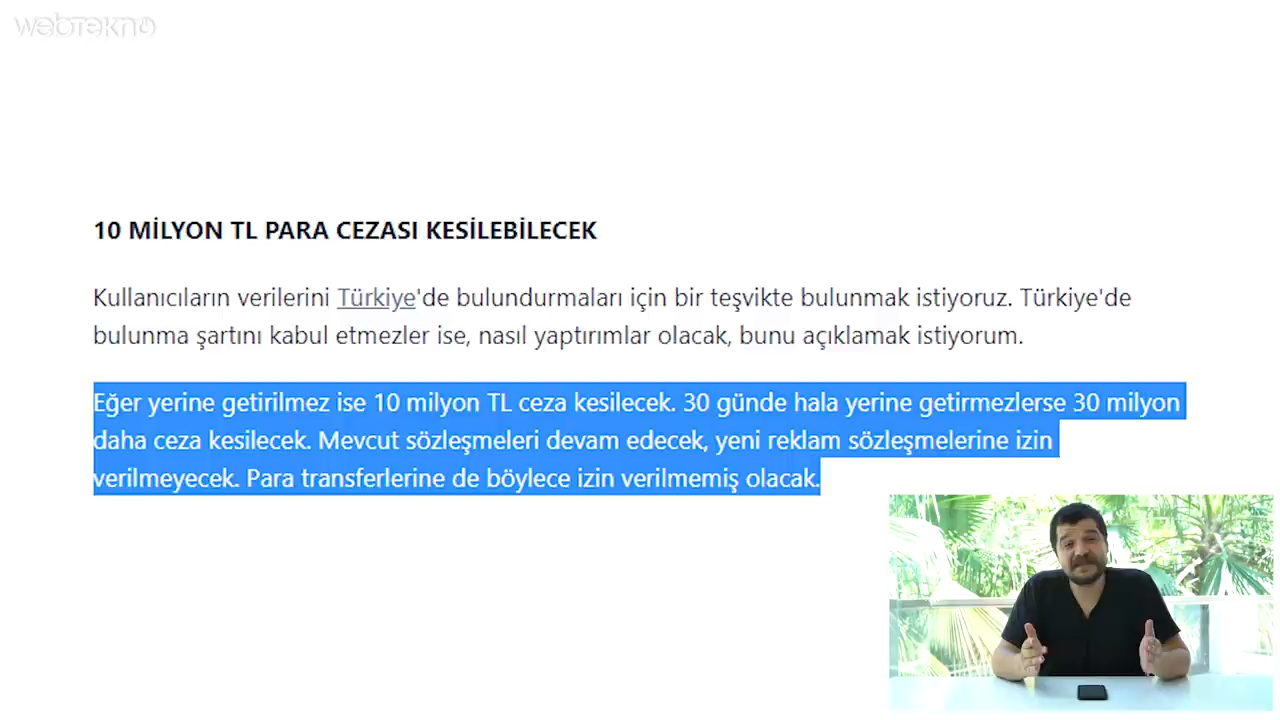 webtekno
10 MİLYON TL PARA CEZASI KESİLEBİLECEK
Kullanıcıların verilerini Türkiye'de bulundurmaları için bir teşvikte bulunmak istiyoruz. Türkiye'de
bulunma şartını kabul etmezler ise, nasıl yaptırımlar olacak, bunu açıklamak istiyorum.
Eğer yerine getirilmez ise 10 milyon TL ceza kesilecek. 30 günde hala yerine getirmezlerse 30 milyon
daha ceza kesilecek. Mevcut sözleşmeleri devam edecek, yeni reklam sözleşmelerine izin
verilmeyecek. Para transferlerine de böylece izin verilmemiş olacak.